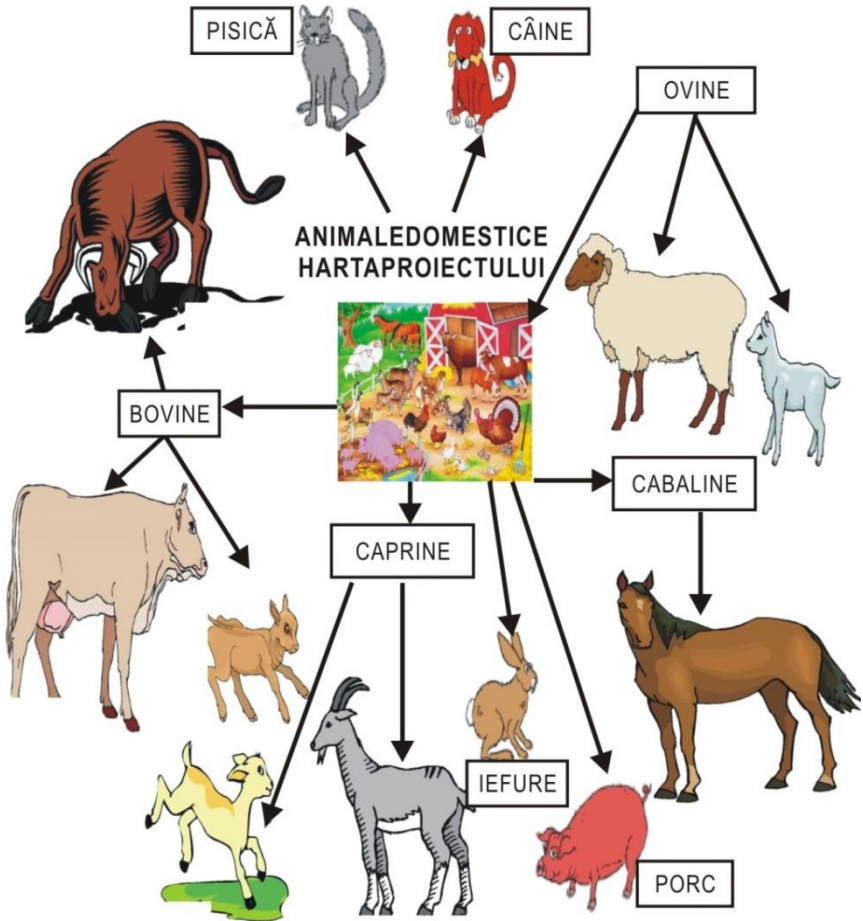 PISICĂ
CÂINE
OVINE
ANIMALEDOMESTICE
HARTAPROIECTULUI
BOVINE
CABALINE
CAPRINE
IEFURE
PORC